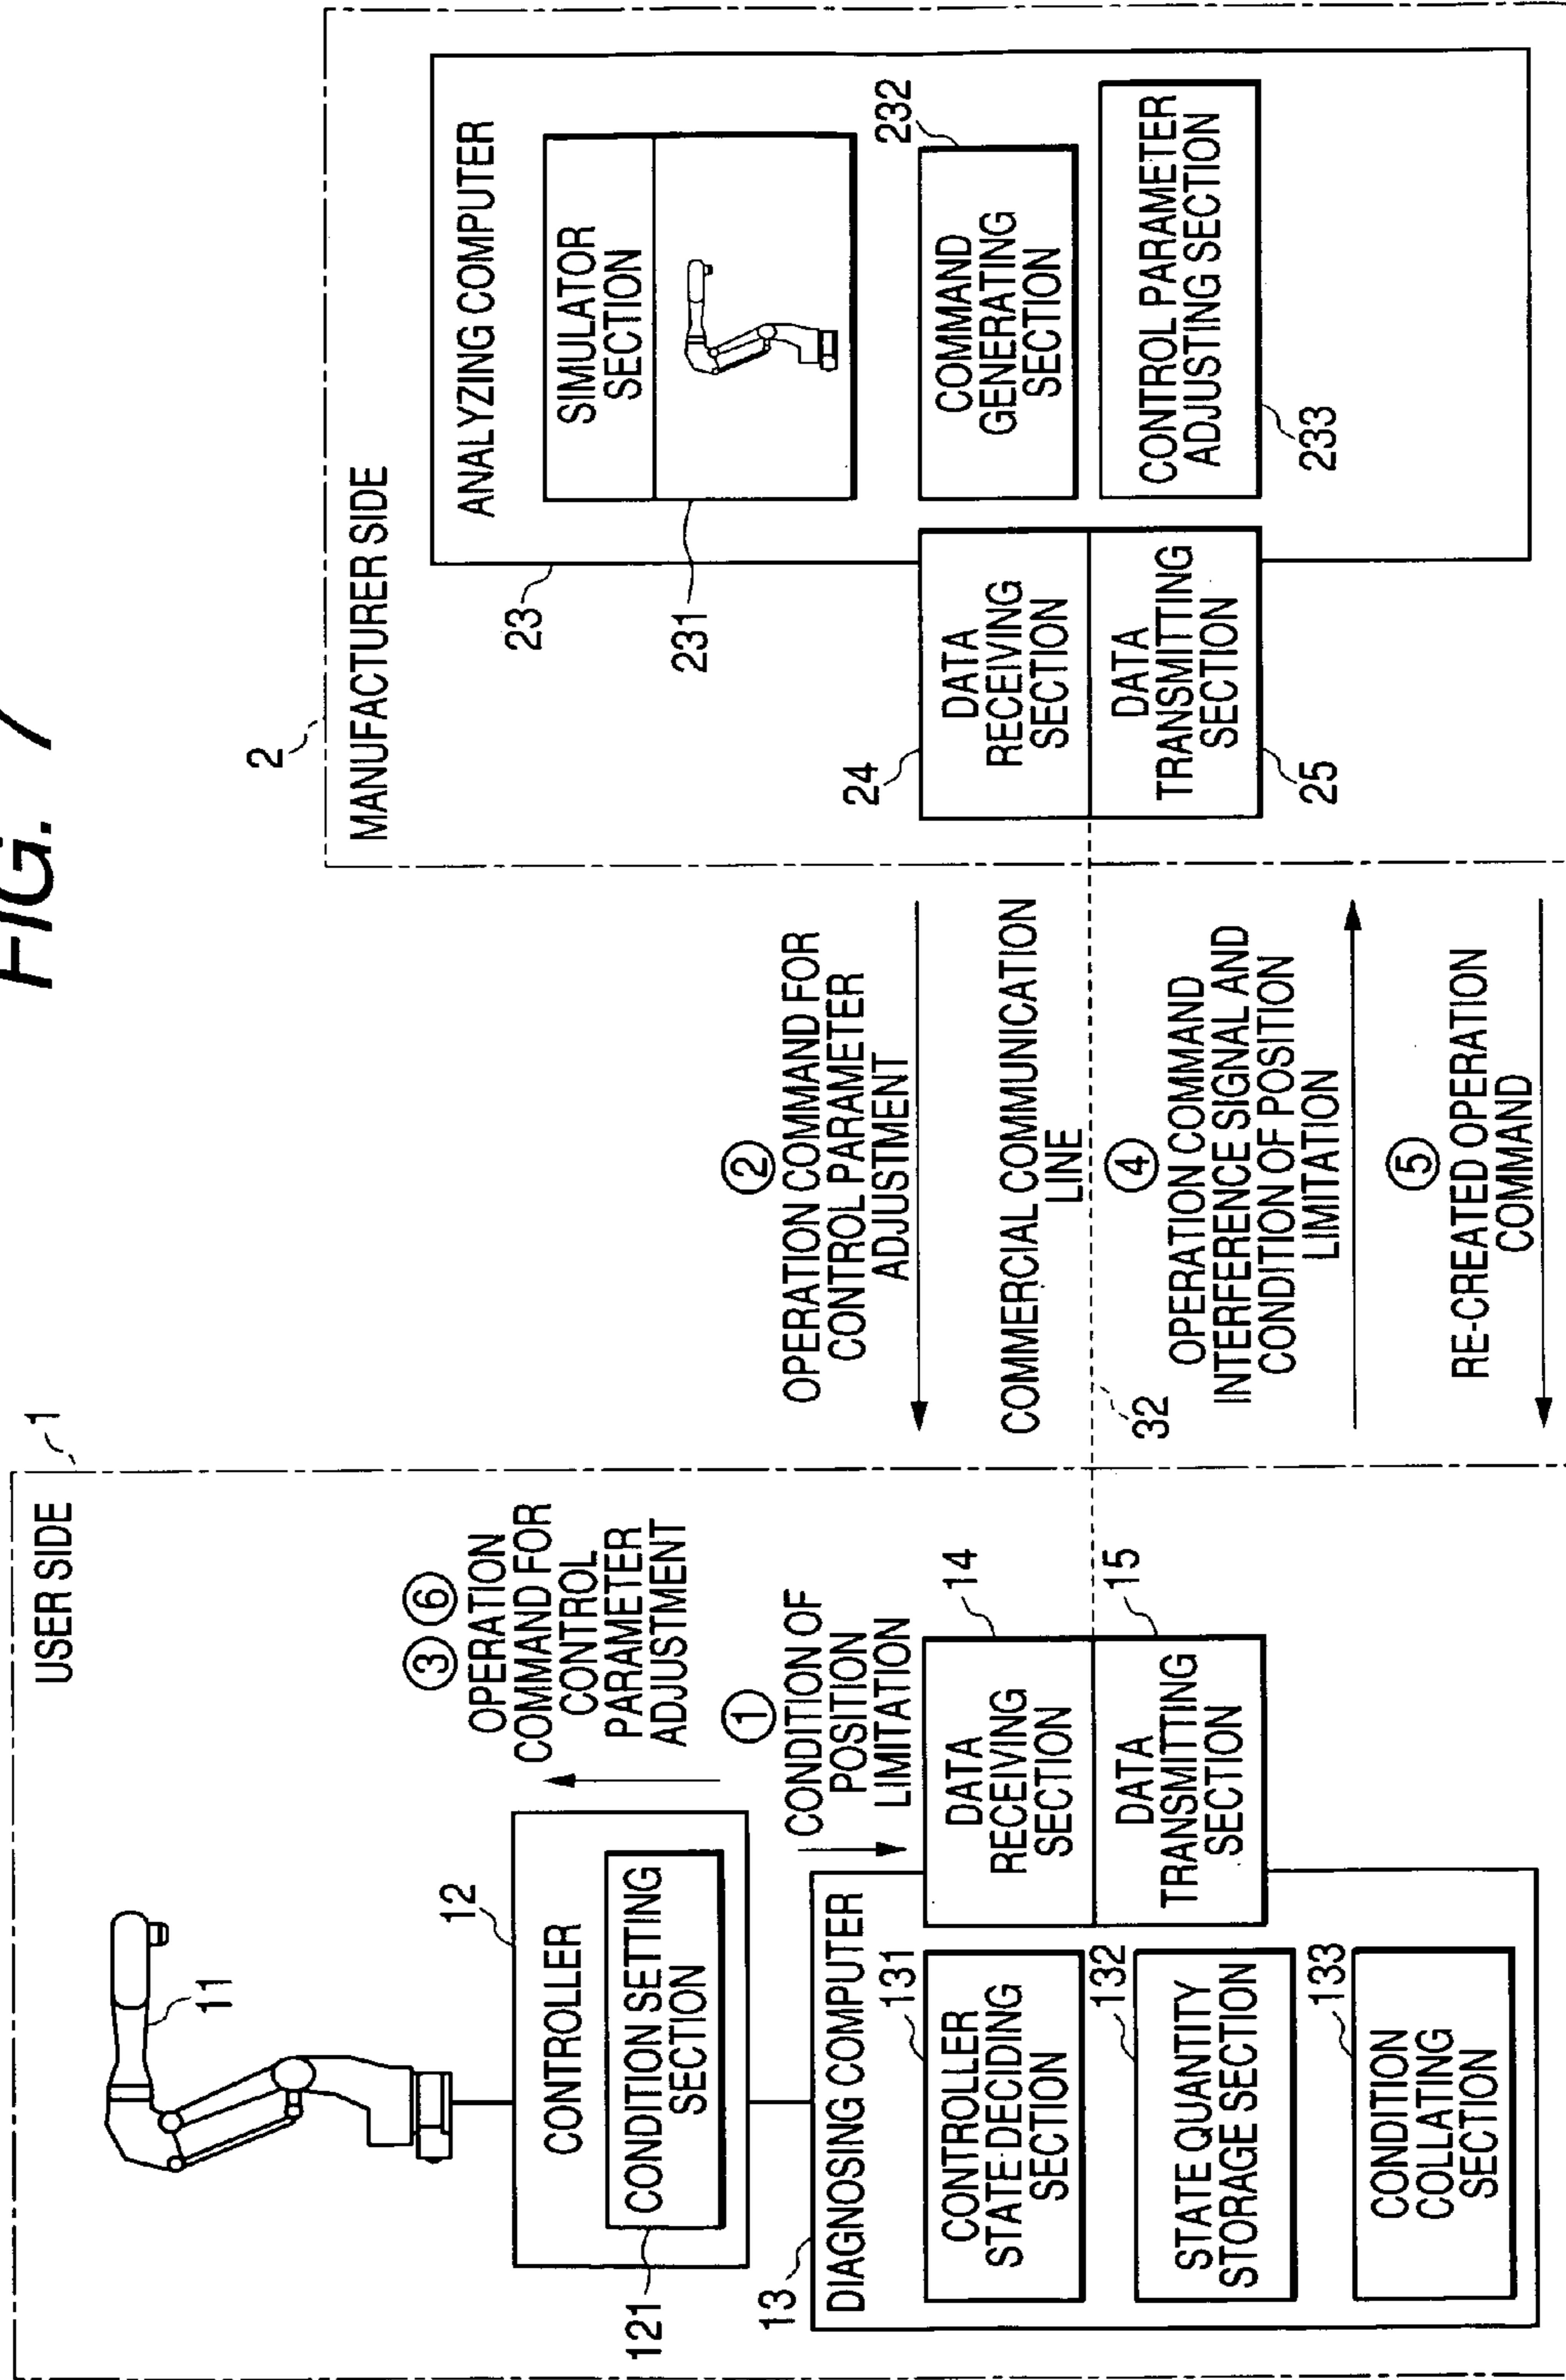 FIG. 7
1
USER SIDE
11
12
CONTROLLER
CONDITION SETTING
SECTION
121
③ ⑥
OPERATION
COMMAND FOR
CONTROL
PARAMETER
ADJUSTMENT
①
CONDITION OF
POSITION
LIMITATION
13
DIAGNOSING COMPUTER
131
CONTROLLER
STATE-DECIDING
SECTION
132
STATE QUANTITY
STORAGE SECTION
133
CONDITION
COLLATING
SECTION
14
DATA
RECEIVING
SECTION
15
DATA
TRANSMITTING
SECTION
②
OPERATION COMMAND FOR
CONTROL PARAMETER
ADJUSTMENT
COMMERCIAL COMMUNICATION
LINE
32
④
OPERATION COMMAND
INTERFERENCE SIGNAL AND
CONDITION OF POSITION
LIMITATION
⑤
RE-CREATED OPERATION
COMMAND
2
MANUFACTURER SIDE
23
ANALYZING COMPUTER
SIMULATOR
SECTION
231
24
DATA
RECEIVING
SECTION
DATA
TRANSMITTING
SECTION
25
232
COMMAND
GENERATING
SECTION
CONTROL PARAMETER
ADJUSTING SECTION
233